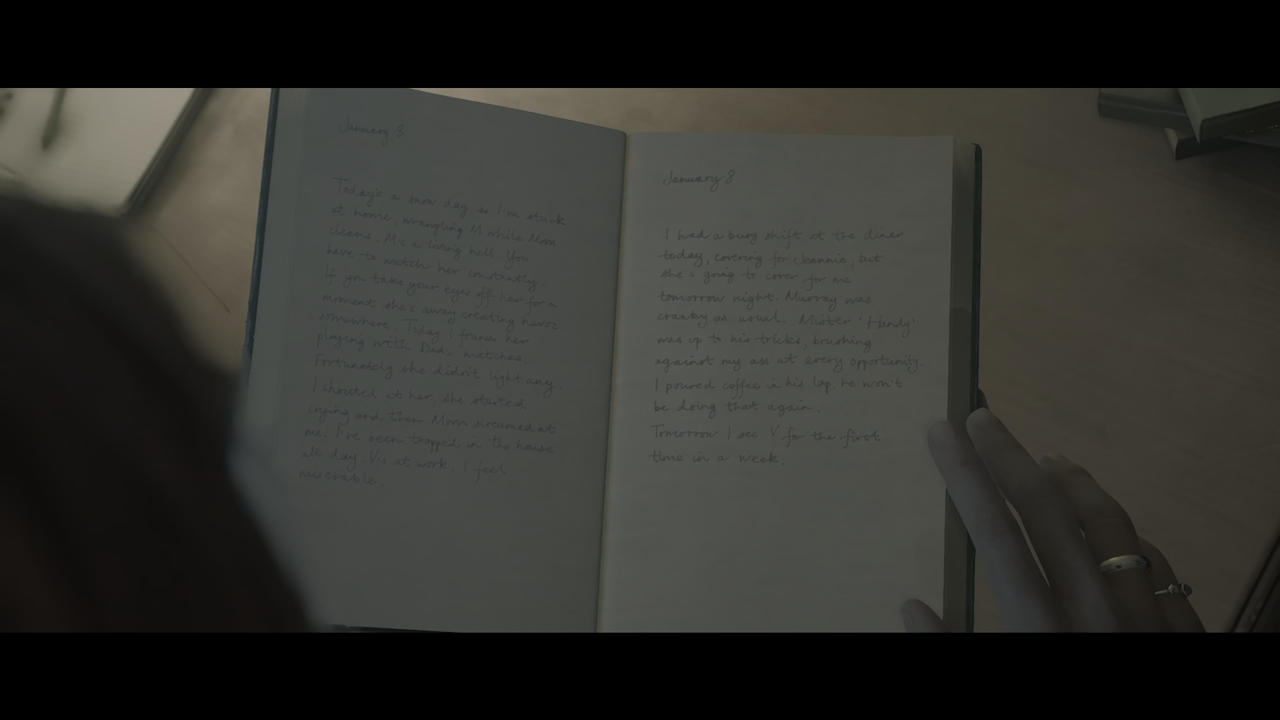 January 3
Today's a snow day so I'm stuck
at home, wrangling M while Mom
cleans. M's a living hell. You
have to watch her constantly.
If you take your eyes off her for a
moment she's away creating havoc
somewhere. Today I found her
playing with Dad's matches.
Fortunately she didn't light any.
I shouted at her, she started
crying and then Mom screamed at
me. I've been trapped in the house
all day. V's at work. I feel
miserable.
January 8
I had a busy shift at the diner
today, covering for Jeannie, but
she's going to cover for me
tomorrow night. Murray was
cranky as usual. Mister 'Handy'
was up to his tricks, brushing
against my ass at every opportunity.
I poured coffee in his lap. He won't
be doing that again.
Tomorrow I see V for the first
time in a week.